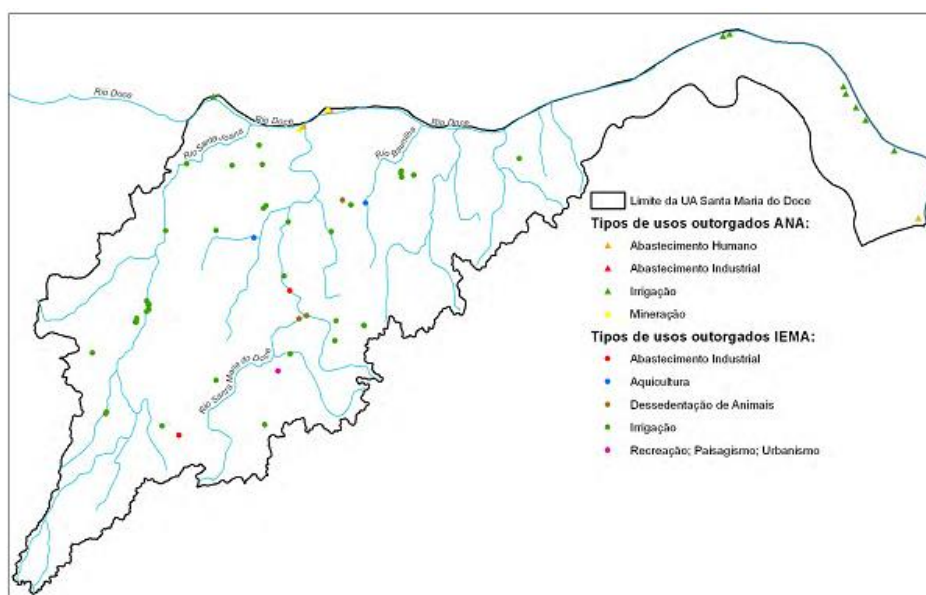 Rio Doce
Rio Doce
Rio Doce
Rio Santa Joana
Rio Baunilha
Rio Santa Maria do Doce
Limite da UA Santa Maria do Doce
Tipos de usos outorgados ANA:
Abastecimento Humano
Abastecimento Industrial
Irrigação
Mineração
Tipos de usos outorgados IEMA:
Abastecimento Industrial
Aquicultura
Dessedentação de Animais
Irrigação
Recreação; Paisagismo; Urbanismo